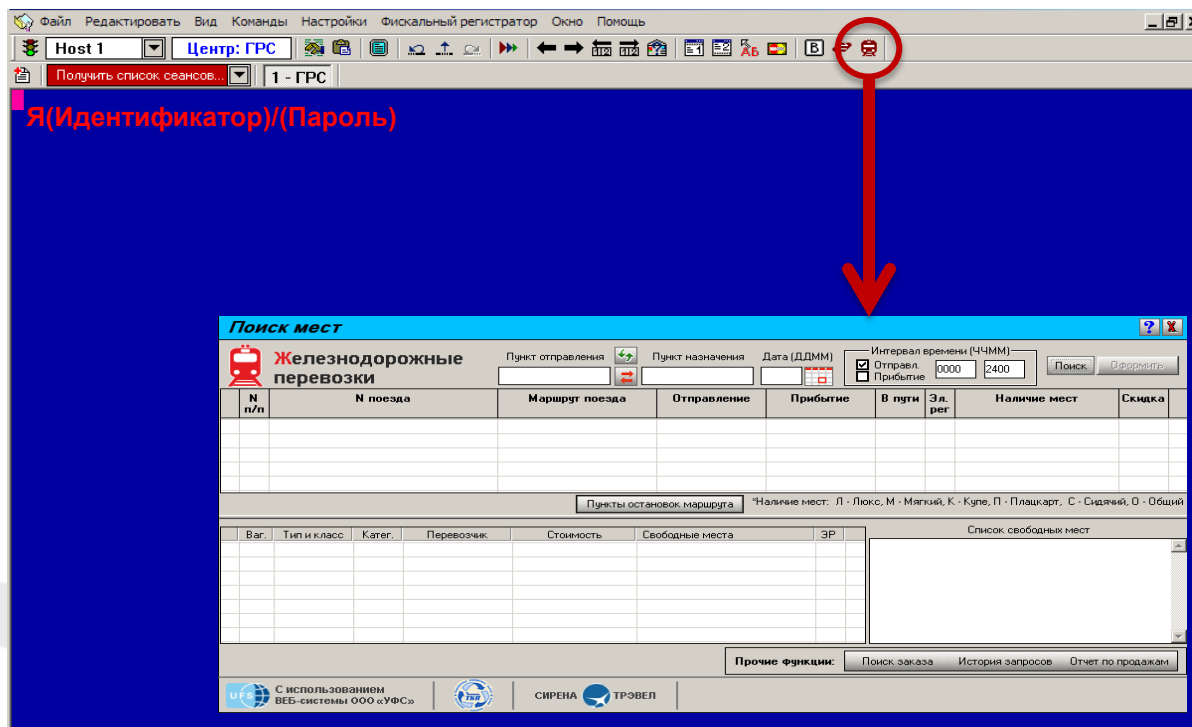 Файл Редактировать Вид Команды Настройки Фискальный регистратор Окно Помощь
Host 1 Центр: ГРС
Получить список сеансов... 1 - ГРС
Я(Идентификатор)/(Пароль)
Поиск мест
Железнодорожные перевозки
Пункт отправления Пункт назначения Дата (ДДММ) Интервал времени (ЧЧММ)
Отправл. 0000 2400 Поиск Оформить
Прибытие
N п/п N поезда Маршрут поезда Отправление Прибытие В пути Эл. рег Наличие мест Скидка
Пункты остановок маршрута *Наличие мест: Л - Люкс, М - Мягкий, К - Купе, П - Плацкарт, С - Сидячий, О - Общий
Ваг. Тип и класс Катег. Перевозчик Стоимость Свободные места ЭР Список свободных мест
Прочие функции: Поиск заказа История запросов Отчет по продажам
UFS С использованием ВЕБ-системы ООО «УФС» ТКП СИРЕНА ТРЭВЕЛ